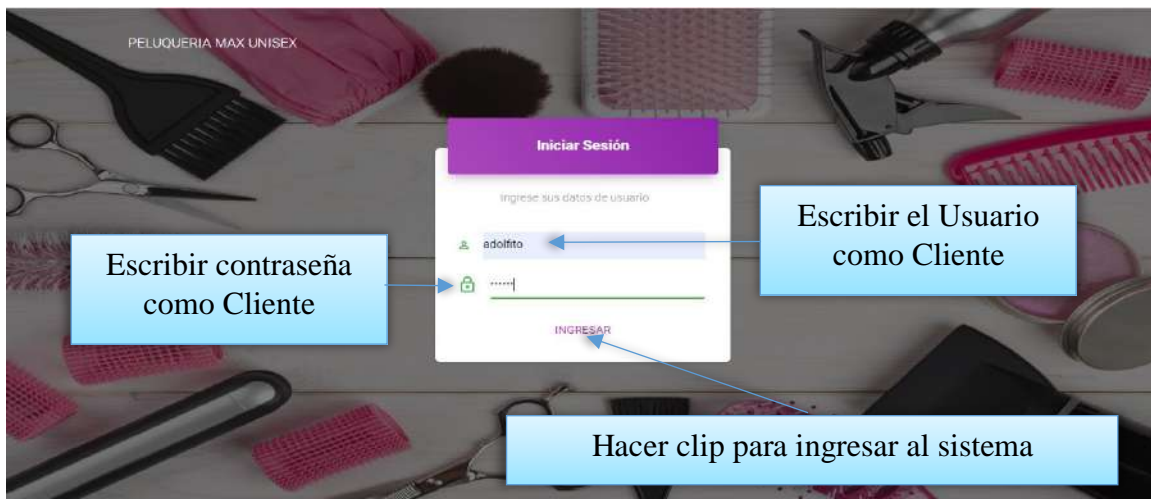 PELUQUERIA MAX UNISEX
Iniciar Sesión
Ingrese sus datos de usuario
Escribir el Usuario
como Cliente
adolfito
Escribir contraseña
como Cliente
······
INGRESAR
Hacer clip para ingresar al sistema